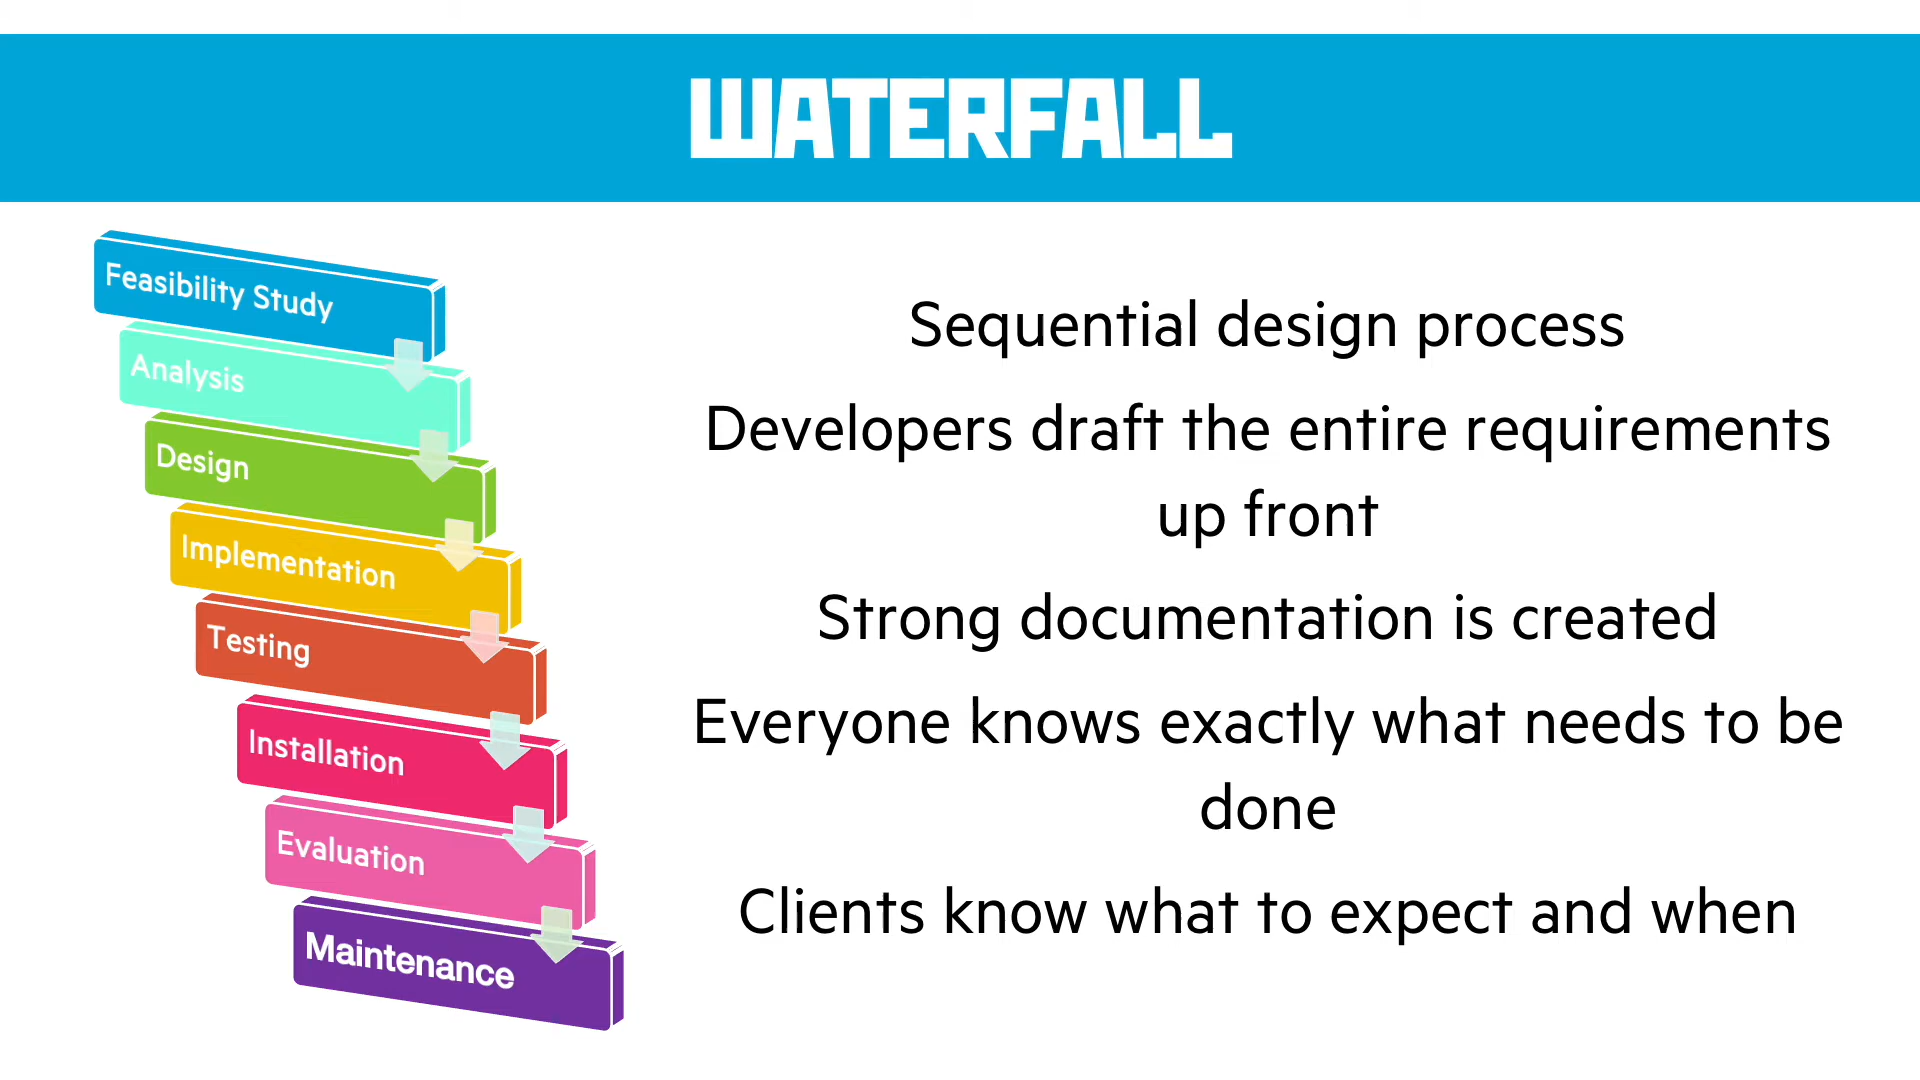 WATERFALL
Feasibility Study
Analysis
Design
Implementation
Testing
Installation
Evaluation
Maintenance
Sequential design process
Developers draft the entire requirements
up front
Strong documentation is created
Everyone knows exactly what needs to be
done
Clients know what to expect and when